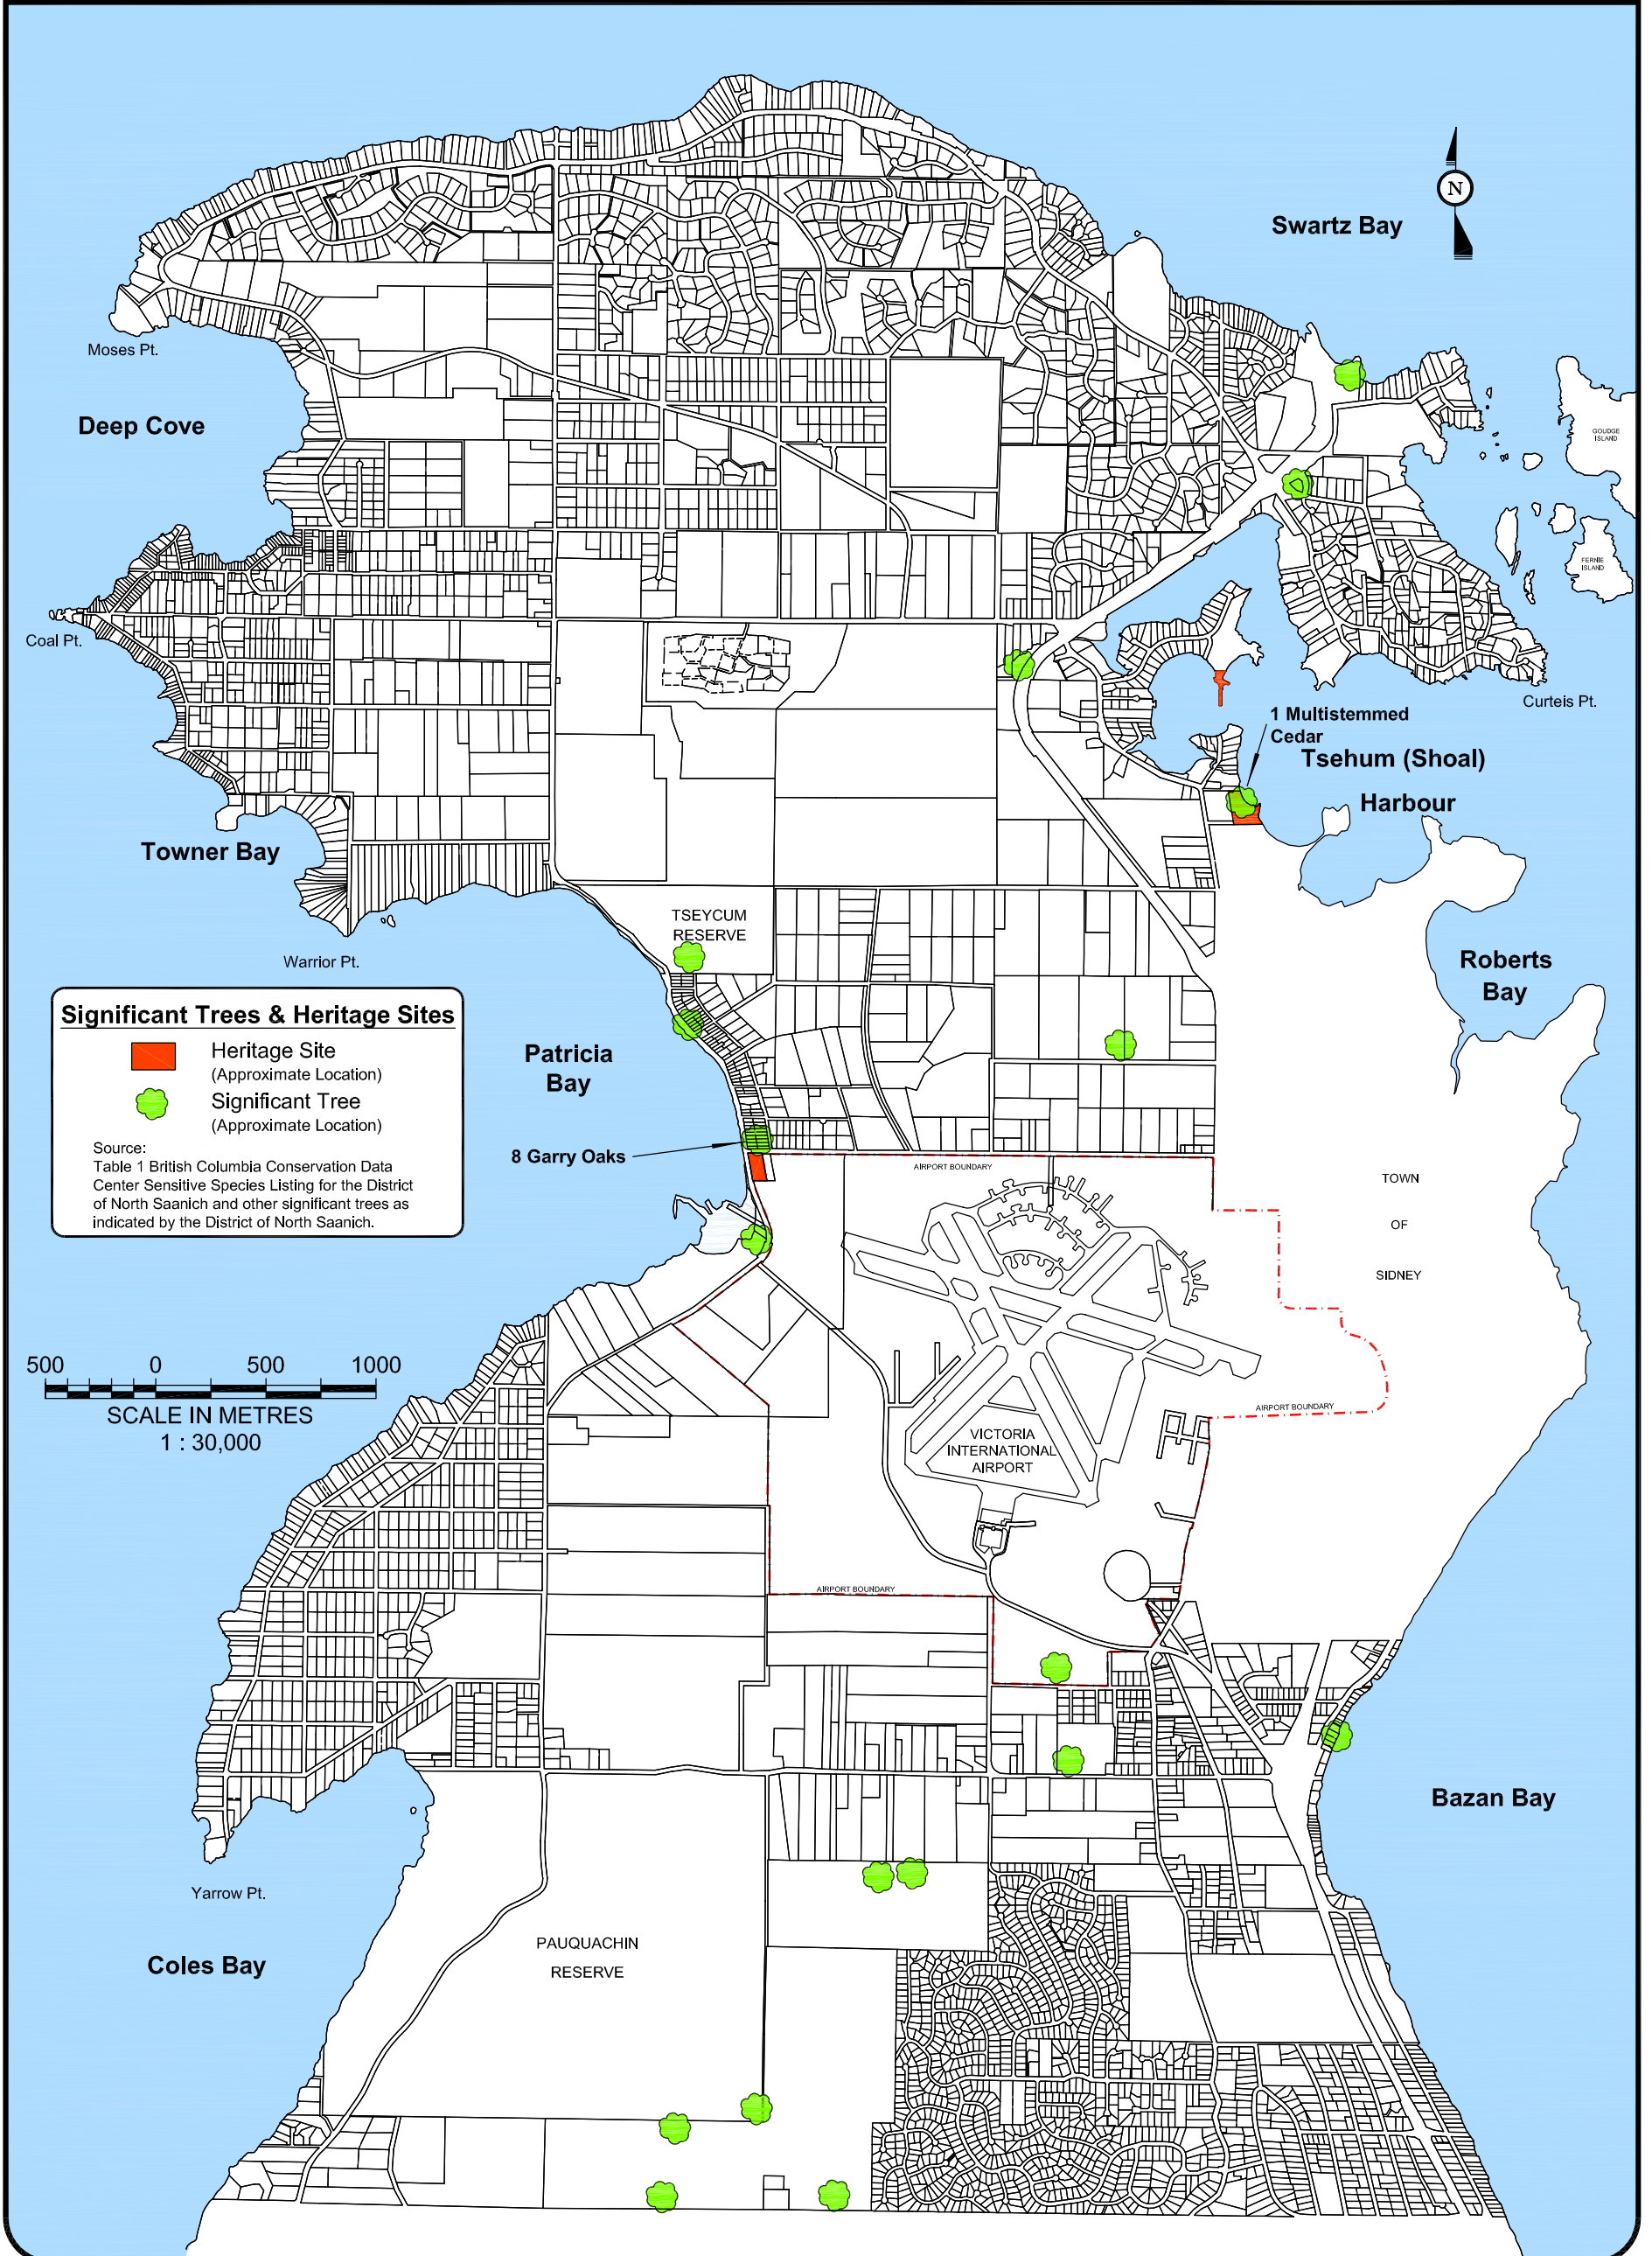 N
Swartz Bay
Moses Pt.
Deep Cove
GOUDGE
ISLAND
FERNIE
ISLAND
Coal Pt.
Curteis Pt.
1 Multistemmed
Cedar
Tsehum (Shoal)
Harbour
Towner Bay
TSEYCUM
RESERVE
Warrior Pt.
Roberts
Bay
Significant Trees & Heritage Sites
Heritage Site
(Approximate Location)
Significant Tree
(Approximate Location)
Source:
Table 1 British Columbia Conservation Data
Center Sensitive Species Listing for the District
of North Saanich and other significant trees as
indicated by the District of North Saanich.
Patricia
Bay
8 Garry Oaks
AIRPORT BOUNDARY
TOWN
OF
SIDNEY
500 0 500 1000
SCALE IN METRES
1 : 30,000
AIRPORT BOUNDARY
VICTORIA
INTERNATIONAL
AIRPORT
AIRPORT BOUNDARY
Bazan Bay
Yarrow Pt.
Coles Bay
PAUQUACHIN
RESERVE